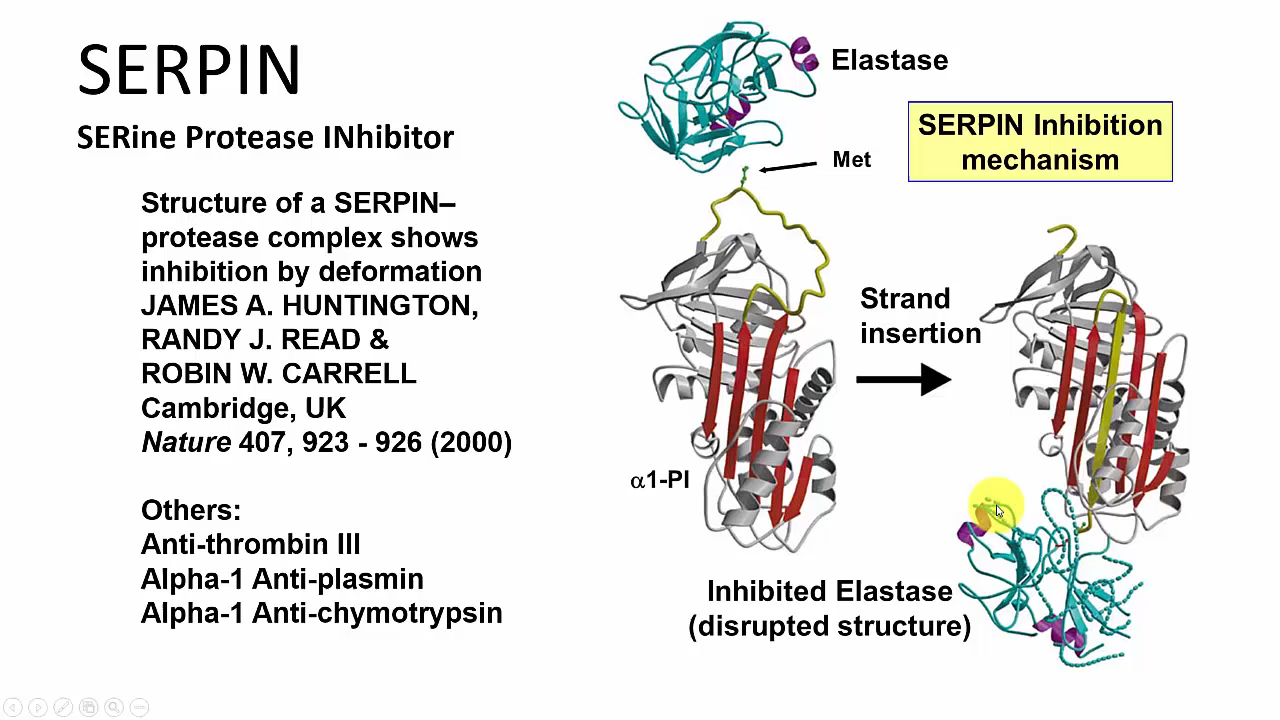 SERPIN
SERine Protease INhibitor
Structure of a SERPIN–
protease complex shows
inhibition by deformation
JAMES A. HUNTINGTON,
RANDY J. READ &
ROBIN W. CARRELL
Cambridge, UK
Nature 407, 923 - 926 (2000)
Others:
Anti-thrombin III
Alpha-1 Anti-plasmin
Alpha-1 Anti-chymotrypsin
Elastase
SERPIN Inhibition
mechanism
Met
Strand
insertion
α1-PI
Inhibited Elastase
(disrupted structure)